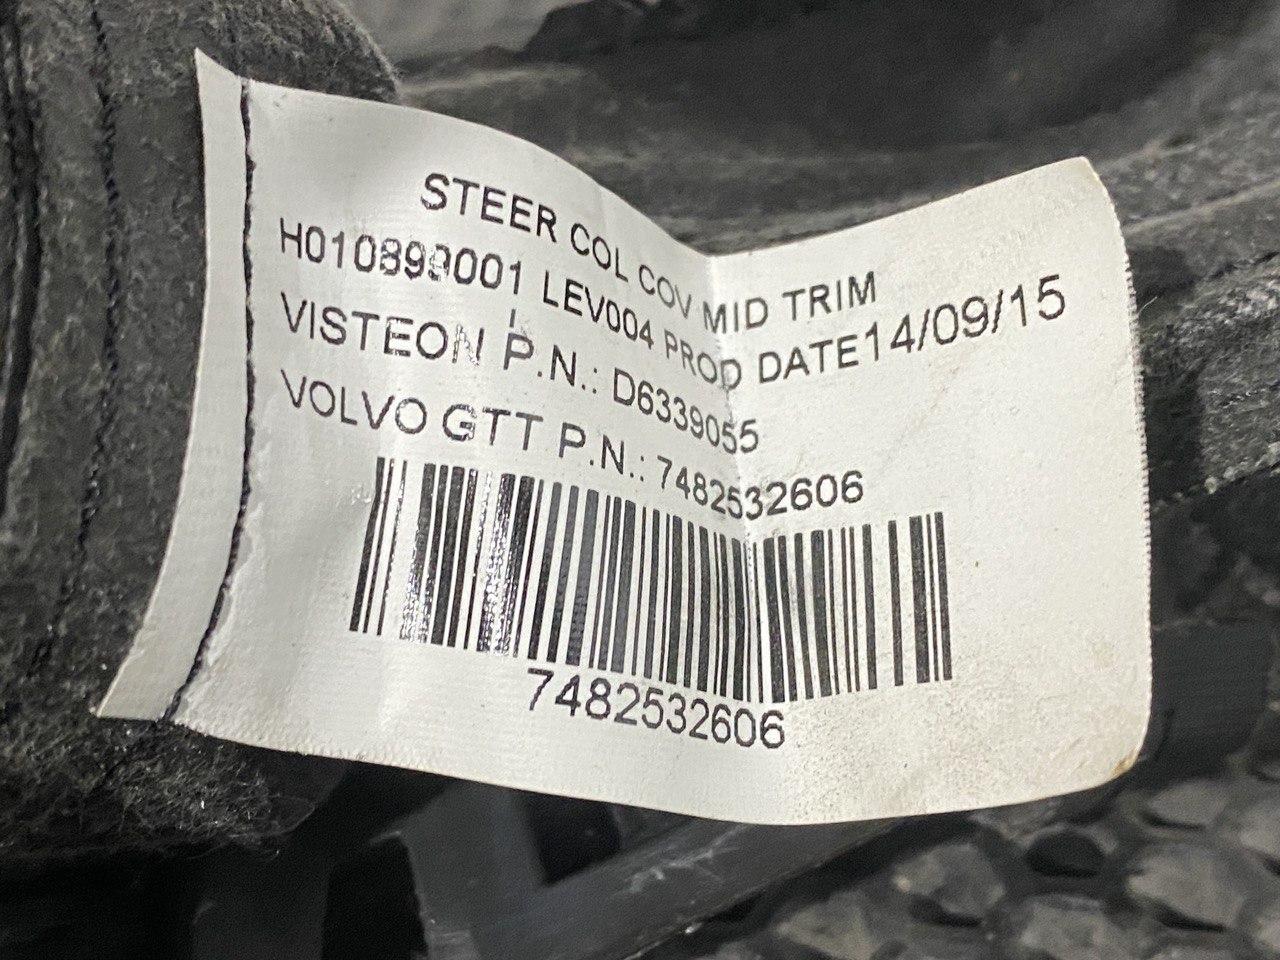 STEER COL COV MID TRIM
H010899001 LEV004 PROD DATE14/09/15
VISTEON P.N.: D6339055
VOLVO GTT P.N.: 7482532606
7482532606